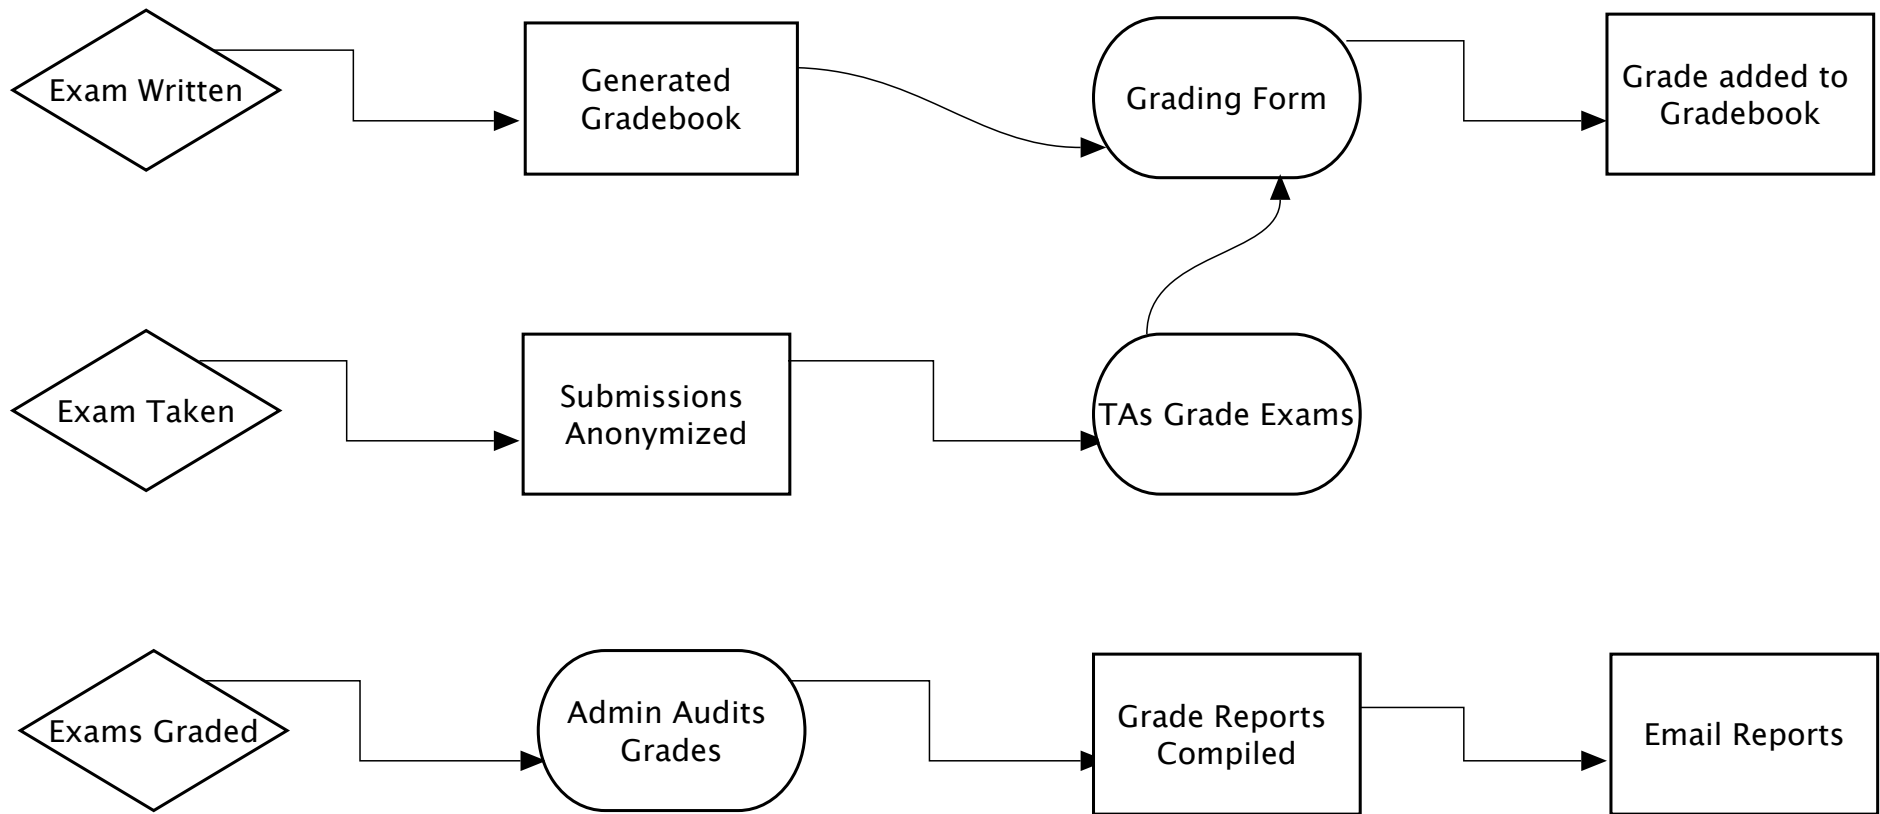 Exam Written
Generated
Gradebook
Grading Form
Grade added to
Gradebook
Exam Taken
Submissions
Anonymized
TAs Grade Exams
Exams Graded
Admin Audits
Grades
Grade Reports
Compiled
Email Reports